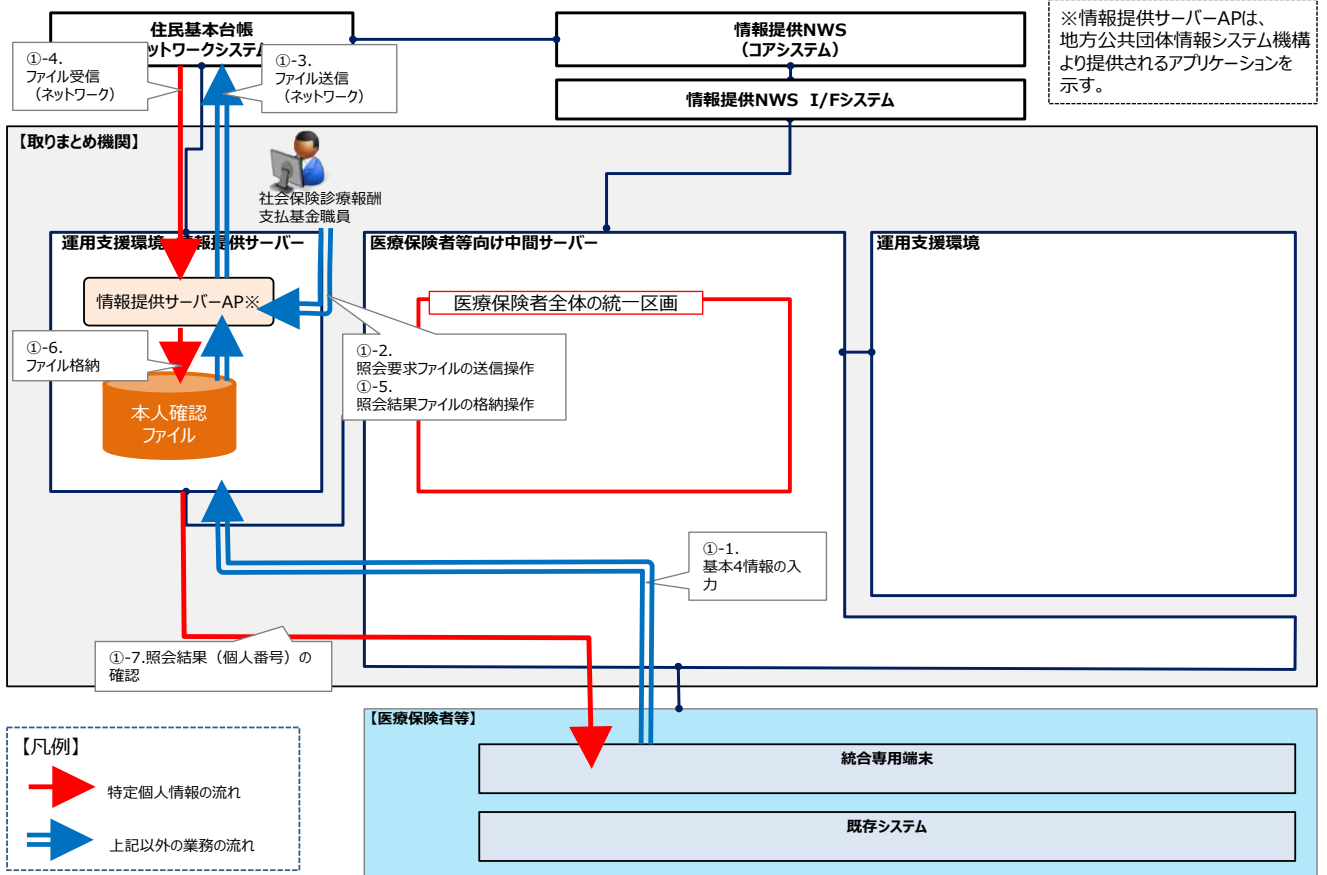 住民基本台帳
ットワークシステム
情報提供NWS
（コアシステム）
※情報提供サーバーAPは、
地方公共団体情報システム機構
より提供されるアプリケーションを
示す。
①-4.
ファイル受信
（ネットワーク）
①-3.
ファイル送信
（ネットワーク）
情報提供NWS I/Fシステム
【取りまとめ機関】
社会保険診療報酬
支払基金職員
運用支援環境 情報提供サーバー
医療保険者等向け中間サーバー
運用支援環境
情報提供サーバーAP※
医療保険者全体の統一区画
①-6.
ファイル格納
①-2.
照会要求ファイルの送信操作
①-5.
照会結果ファイルの格納操作
本人確認
ファイル
①-1.
基本4情報の入
力
①-7.照会結果（個人番号）の
確認
【医療保険者等】
統合専用端末
既存システム
【凡例】
特定個人情報の流れ
上記以外の業務の流れ